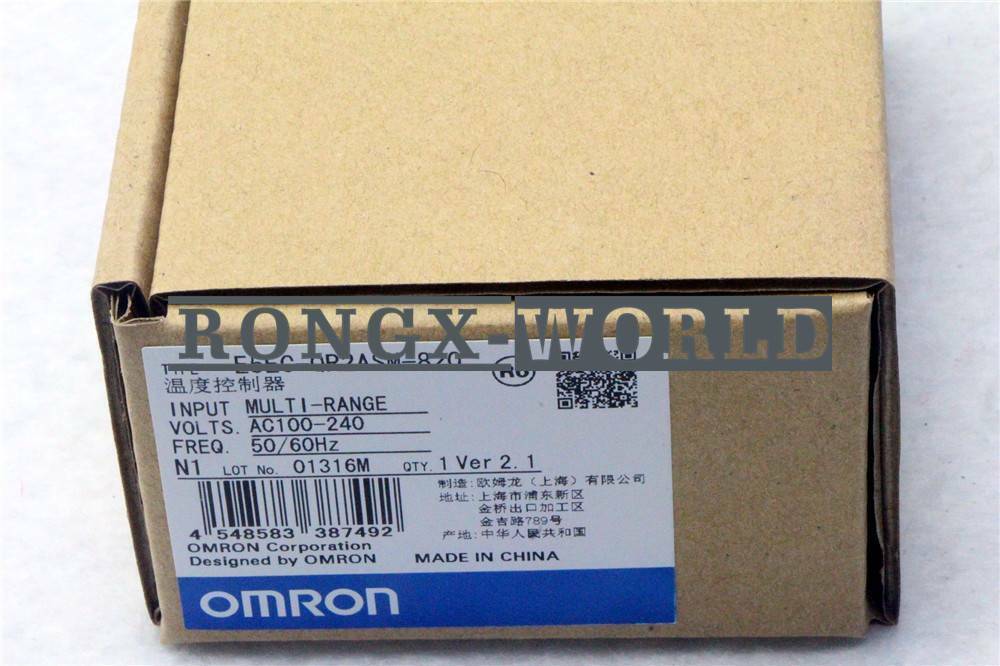 RONGX-WORLD
TYPE
温度控制器
INPUT MULTI-RANGE
VOLTS. AC100-240
FREQ. 50/60Hz
N1 LOT No. 01316M QTY. 1 Ver 2.1
制造:欧姆龙(上海)有限公司
地址:上海市浦东新区
金桥出口加工区
金吉路789号
产地:中华人民共和国
4 548583 387492
OMRON Corporation
Designed by OMRON MADE IN CHINA
OMRON